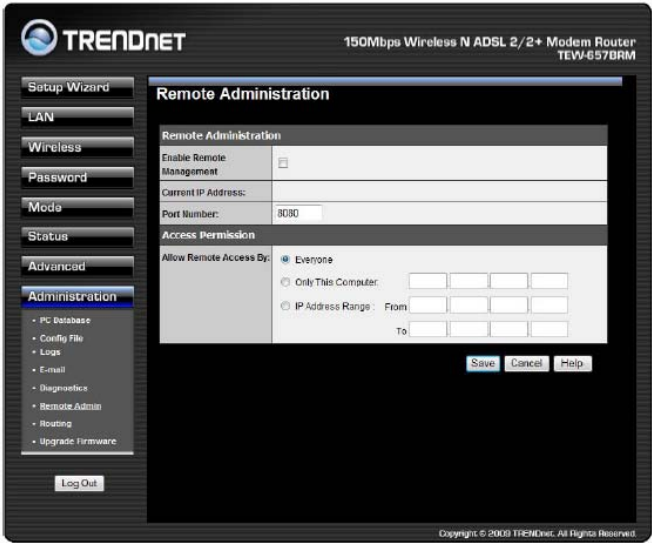 TRENDNET
150Mbps Wireless N ADSL 2/2+ Modem Router
TEW-657BRM
Setup Wizard
LAN
Wireless
Password
Mode
Status
Advanced
Administration
• PC Database
• Config File
• Logs
• E-mail
• Diagnostics
• Remote Admin
• Routing
• Upgrade Firmware
Log Out
Remote Administration
Remote Administration
Enable Remote
Management
Current IP Address:
Port Number: 8080
Access Permission
Allow Remote Access By: Everyone
Only This Computer:
IP Address Range : From
To
Save Cancel Help
Copyright © 2009 TRENDnet. All Rights Reserved.